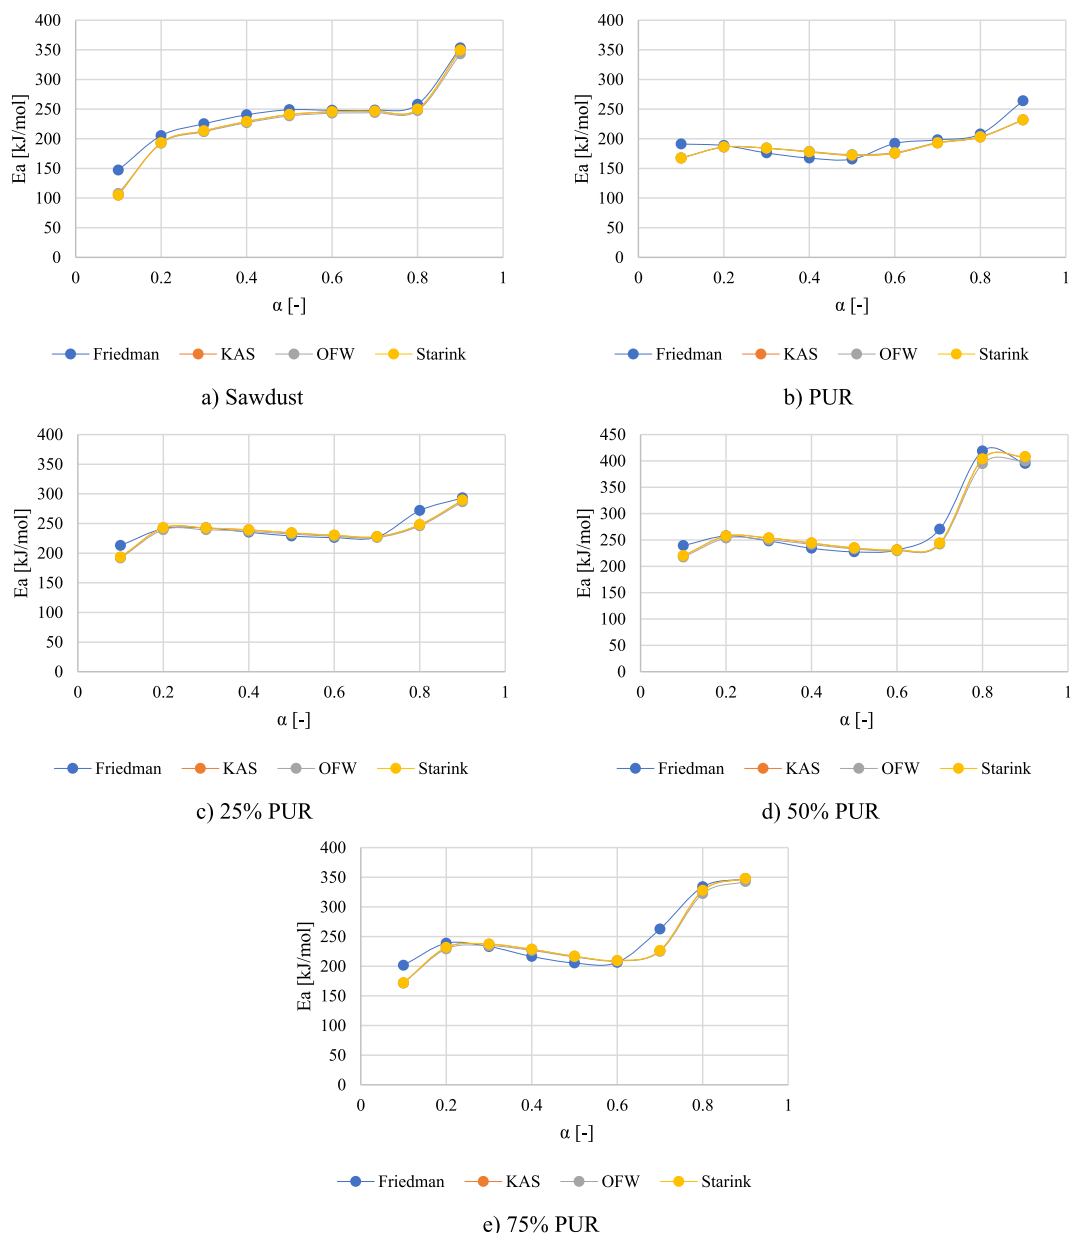 400
350
300
250
200
150
100
50
0
Ea [kJ/mol]
0 0.2 0.4 0.6 0.8 1
α [-]
Friedman KAS OFW Starink
a) Sawdust
400
350
300
250
200
150
100
50
0
Ea [kJ/mol]
0 0.2 0.4 0.6 0.8 1
α [-]
Friedman KAS OFW Starink
b) PUR
400
350
300
250
200
150
100
50
0
Ea [kJ/mol]
0 0.2 0.4 0.6 0.8 1
α [-]
Friedman KAS OFW Starink
c) 25% PUR
450
400
350
300
250
200
150
100
50
0
Ea [kJ/mol]
0 0.2 0.4 0.6 0.8 1
α [-]
Friedman KAS OFW Starink
d) 50% PUR
400
350
300
250
200
150
100
50
0
Ea [kJ/mol]
0 0.2 0.4 0.6 0.8 1
α [-]
Friedman KAS OFW Starink
e) 75% PUR